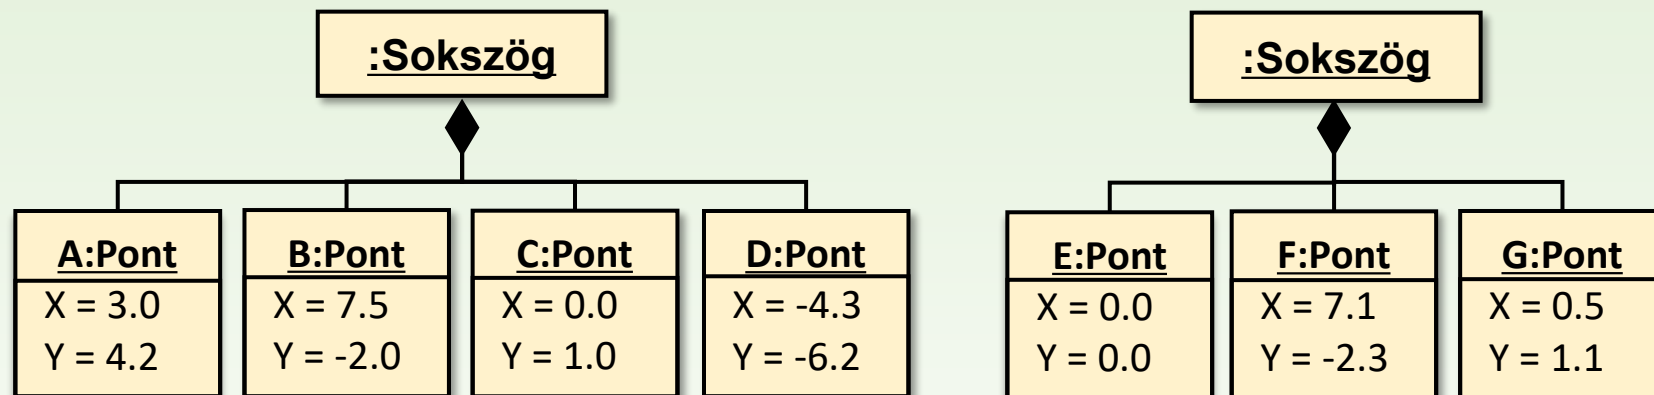 :Sokszög
:Sokszög
A:Pont
X = 3.0
Y = 4.2
B:Pont
X = 7.5
Y = -2.0
C:Pont
X = 0.0
Y = 1.0
D:Pont
X = -4.3
Y = -6.2
E:Pont
X = 0.0
Y = 0.0
F:Pont
X = 7.1
Y = -2.3
G:Pont
X = 0.5
Y = 1.1